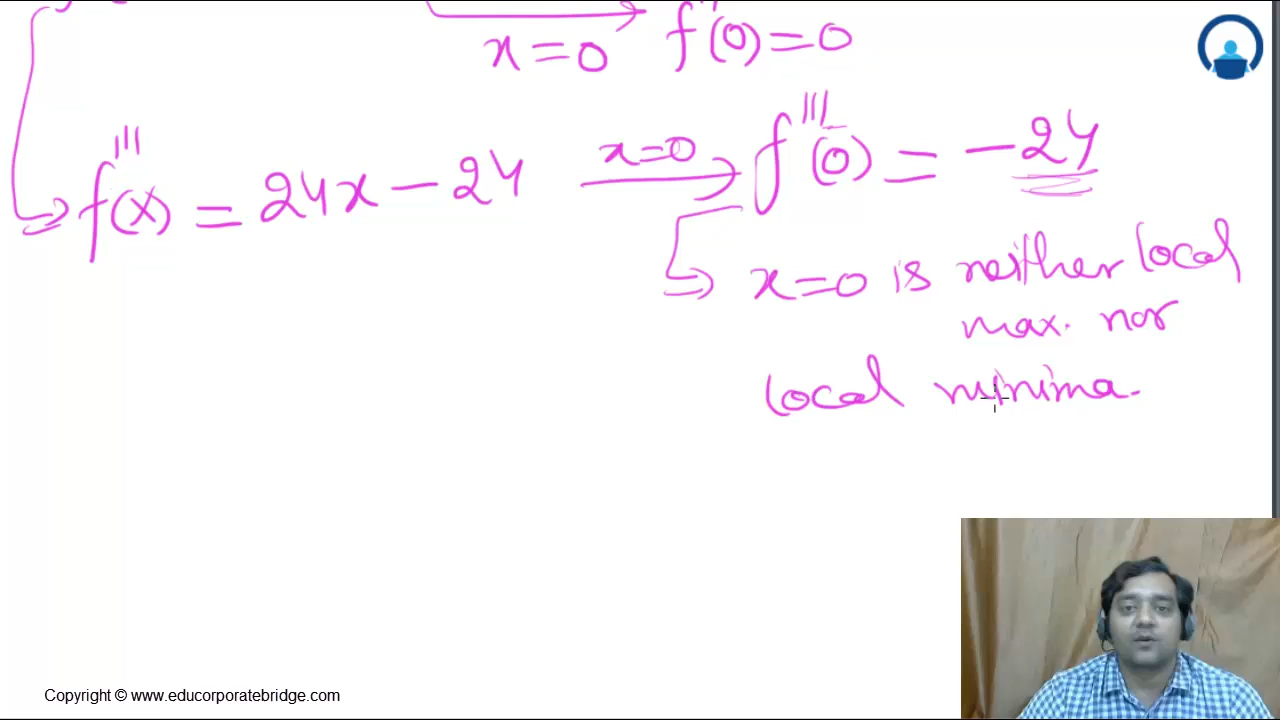 x=0 f''(0)=0
f'''(x) = 24x - 24 x=0 f'''(0) = -24
x=0 is neither local
max. nor
local minima.
Copyright © www.educorporatebridge.com